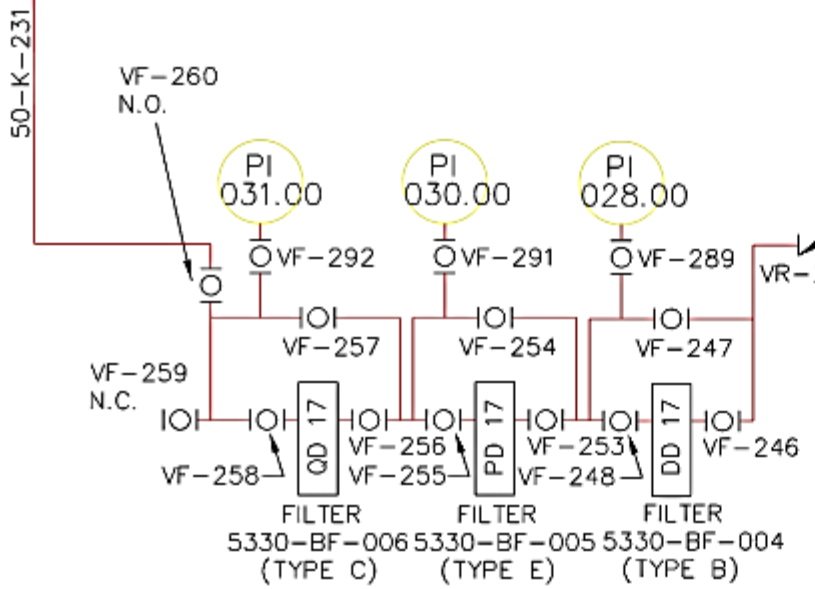 50-K-231
VF-260
N.O.
PI
031.00
PI
030.00
PI
028.00
VF-292
VF-291
VF-289
VR-
VF-257
VF-254
VF-247
VF-259
N.C.
QD 17
PD 17
DD 17
VF-256
VF-253
VF-246
VF-258
VF-255
VF-248
FILTER
5330-BF-006
(TYPE C)
FILTER
5330-BF-005
(TYPE E)
FILTER
5330-BF-004
(TYPE B)